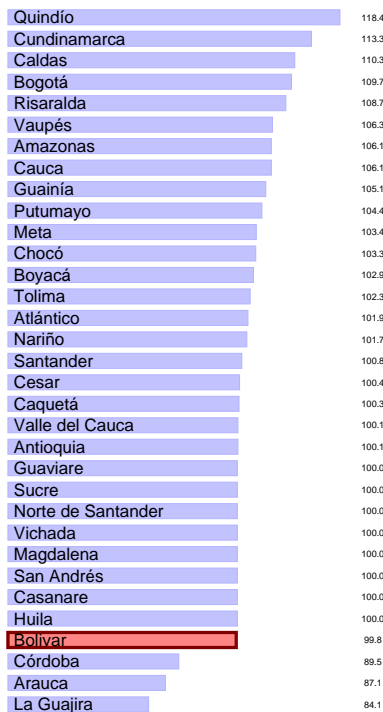 Quindío 118.4
Cundinamarca 113.3
Caldas 110.3
Bogotá 109.7
Risaralda 108.7
Vaupés 106.3
Amazonas 106.1
Cauca 106.1
Guainía 105.1
Putumayo 104.4
Meta 103.4
Chocó 103.3
Boyacá 102.9
Tolima 102.3
Atlántico 101.9
Nariño 101.7
Santander 100.8
Cesar 100.4
Caquetá 100.3
Valle del Cauca 100.1
Antioquia 100.1
Guaviare 100.0
Sucre 100.0
Norte de Santander 100.0
Vichada 100.0
Magdalena 100.0
San Andrés 100.0
Casanare 100.0
Huila 100.0
Bolivar 99.8
Córdoba 89.5
Arauca 87.1
La Guajira 84.1